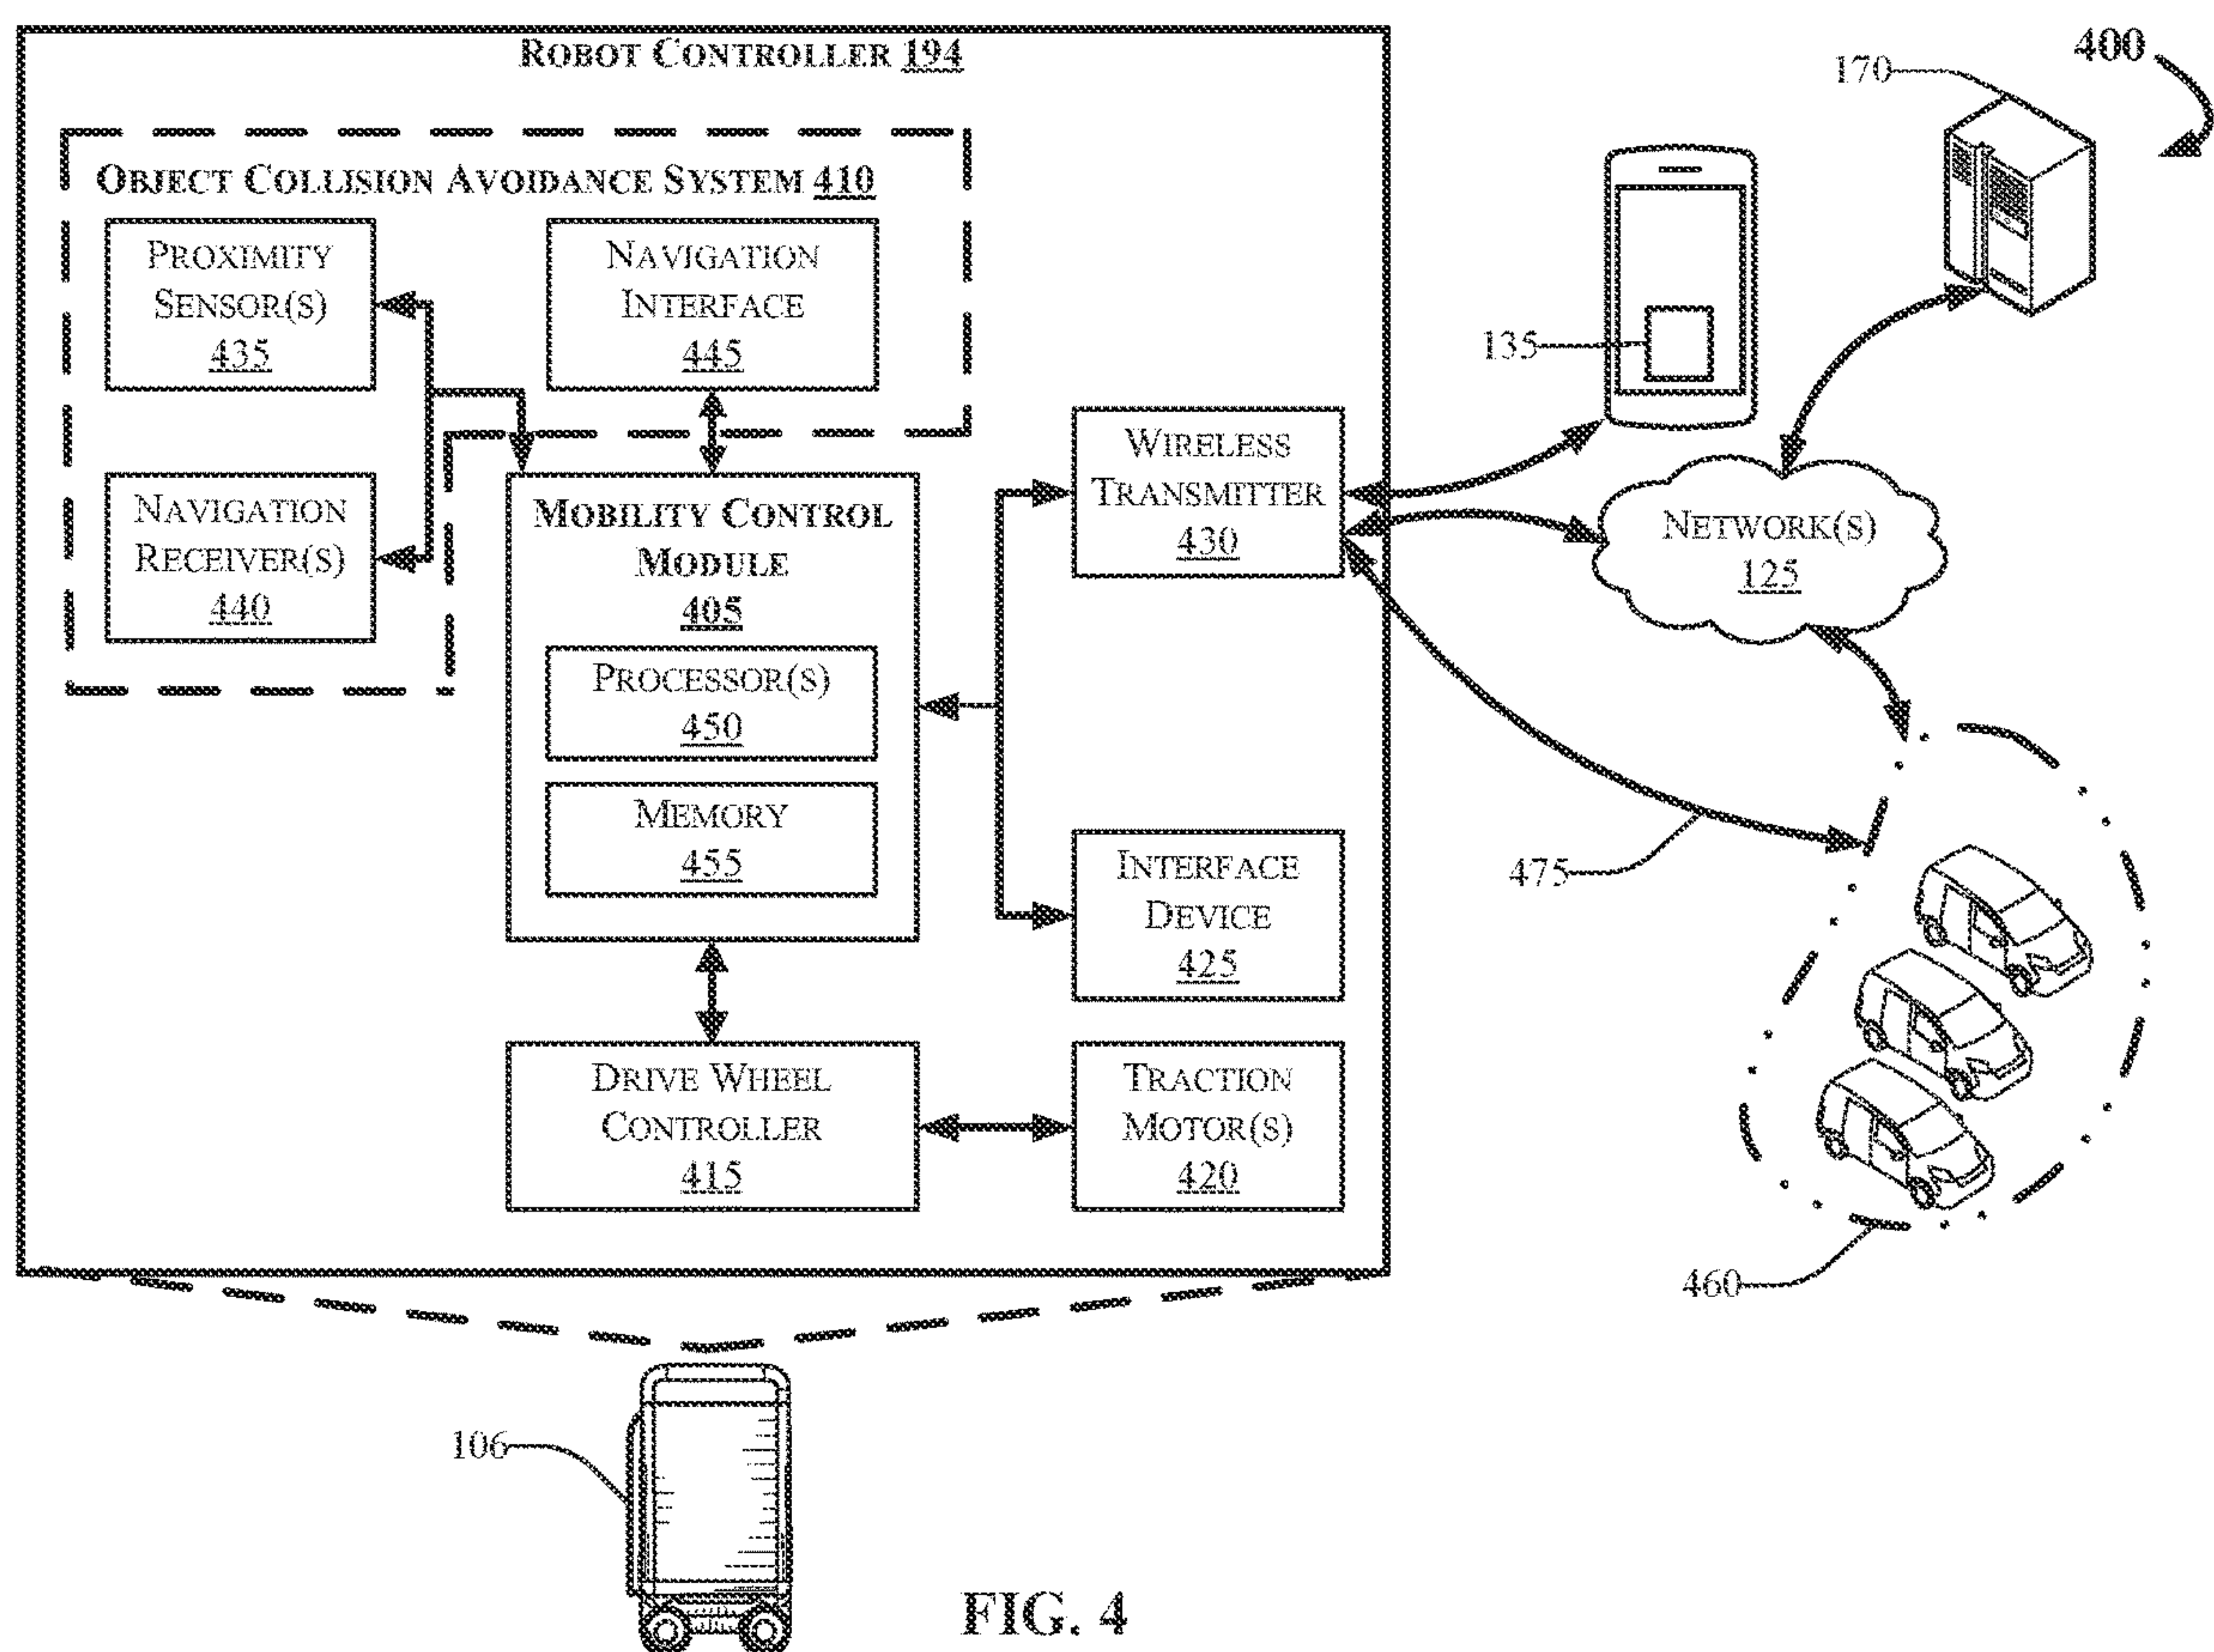 ROBOT CONTROLLER 194
400
170
OBJECT COLLISION AVOIDANCE SYSTEM 410
PROXIMITY
SENSOR(S)
435
NAVIGATION
INTERFACE
445
135
NAVIGATION
RECEIVER(S)
440
MOBILITY CONTROL
MODULE
405
PROCESSOR(S)
450
MEMORY
455
WIRELESS
TRANSMITTER
430
NETWORK(S)
125
INTERFACE
DEVICE
425
475
DRIVE WHEEL
CONTROLLER
415
TRACTION
MOTOR(S)
420
460
106
FIG. 4